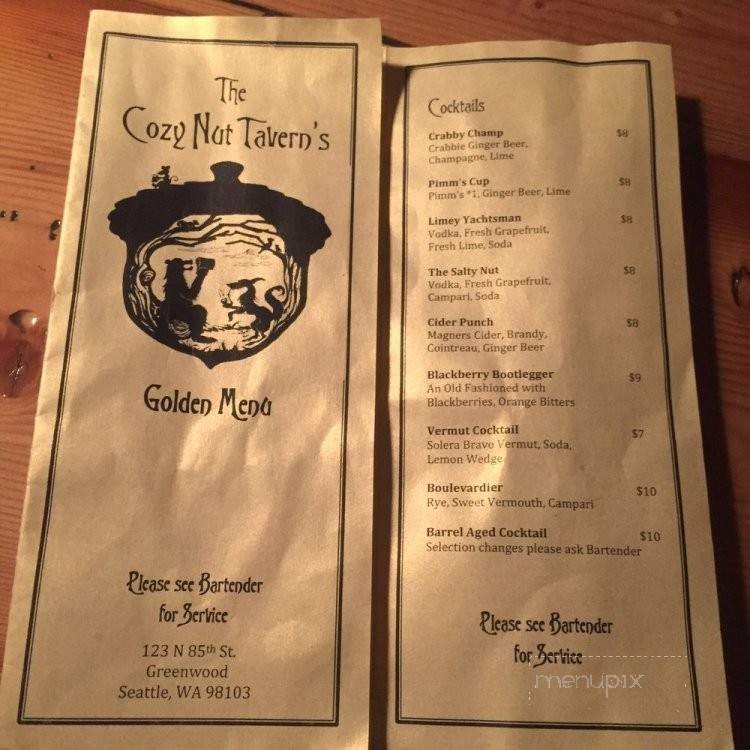 The
Cozy Nut Tavern's
Golden Menu
Please see Bartender
for Service
123 N 85th St.
Greenwood
Seattle, WA 98103
Cocktails
Crabby Champ $8
Crabbie Ginger Beer,
Champagne, Lime
Pimm's Cup $8
Pimm's *1, Ginger Beer, Lime
Limey Yachtsman $8
Vodka, Fresh Grapefruit,
Fresh Lime, Soda
The Salty Nut $8
Vodka, Fresh Grapefruit,
Campari, Soda
Cider Punch $8
Magners Cider, Brandy,
Cointreau, Ginger Beer
Blackberry Bootlegger $9
An Old Fashioned with
Blackberries, Orange Bitters
Vermut Cocktail $7
Solera Bravo Vermut, Soda,
Lemon Wedge
Boulevardier $10
Rye, Sweet Vermouth, Campari
Barrel Aged Cocktail $10
Selection changes please ask Bartender
Please see Bartender
for Service
menupix